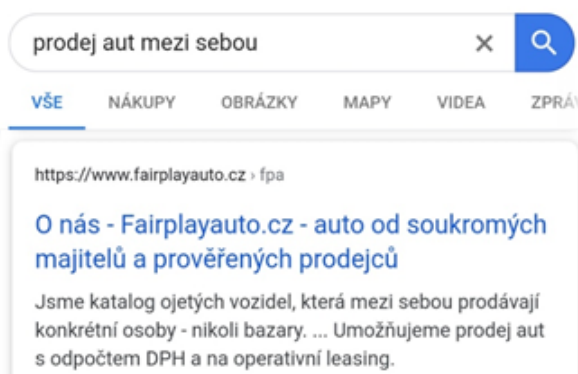 prodej aut mezi sebou
VŠE NÁKUPY OBRÁZKY MAPY VIDEA ZPRÁ
https://www.fairplayauto.cz › fpa
O nás - Fairplayauto.cz - auto od soukromých
majitelů a prověřených prodejců
Jsme katalog ojetých vozidel, která mezi sebou prodávají
konkrétní osoby - nikoli bazary. ... Umožňujeme prodej aut
s odpočtem DPH a na operativní leasing.